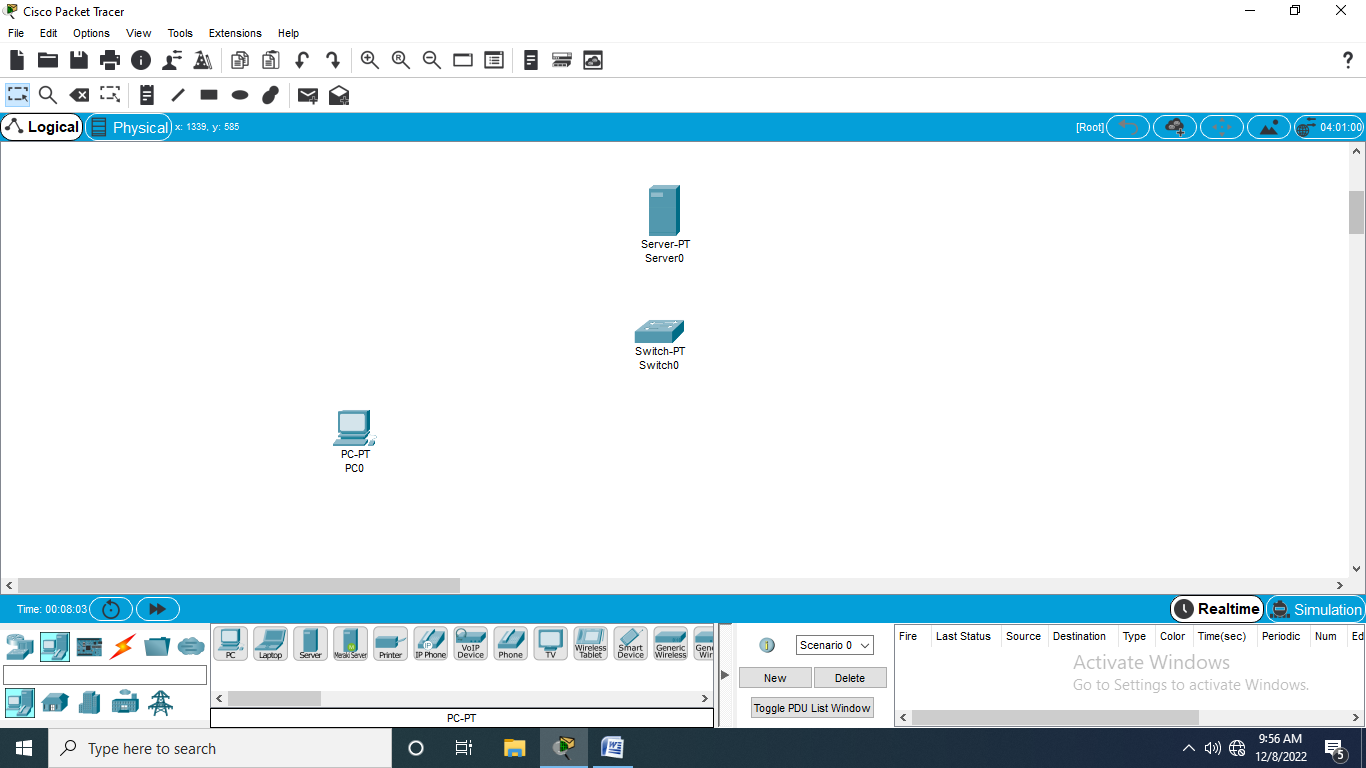 Cisco Packet Tracer
File Edit Options View Tools Extensions Help
R
?
Logical Physical x: 1339, y: 585 [Root] 04:01:00
Server-PT
Server0
Switch-PT
Switch0
PC-PT
PC0
Time: 00:08:03 Realtime Simulation
PC Laptop Server Meraki Server Printer IP Phone VoIP Device Phone TV Wireless Tablet Smart Device Generic Wireless Gene Wir
PC-PT
Scenario 0
New Delete
Toggle PDU List Window
Fire Last Status Source Destination Type Color Time(sec) Periodic Num Edi
Activate Windows
Go to Settings to activate Windows.
Type here to search
9:56 AM
12/8/2022
5